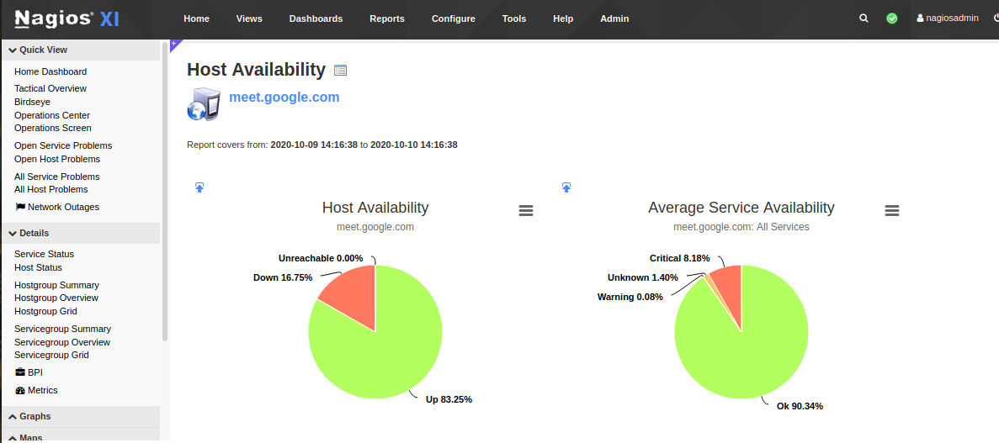 Nagios® XI
Home Views Dashboards Reports Configure Tools Help Admin
nagiosadmin
Quick View
Home Dashboard
Tactical Overview
Birdseye
Operations Center
Operations Screen
Open Service Problems
Open Host Problems
All Service Problems
All Host Problems
Network Outages
Details
Service Status
Host Status
Hostgroup Summary
Hostgroup Overview
Hostgroup Grid
Servicegroup Summary
Servicegroup Overview
Servicegroup Grid
BPI
Metrics
Graphs
Maps
Host Availability
meet.google.com
Report covers from: 2020-10-09 14:16:38 to 2020-10-10 14:16:38
Host Availability
meet.google.com
Unreachable 0.00%
Down 16.75%
Up 83.25%
Average Service Availability
meet.google.com: All Services
Critical 8.18%
Unknown 1.40%
Warning 0.08%
Ok 90.34%